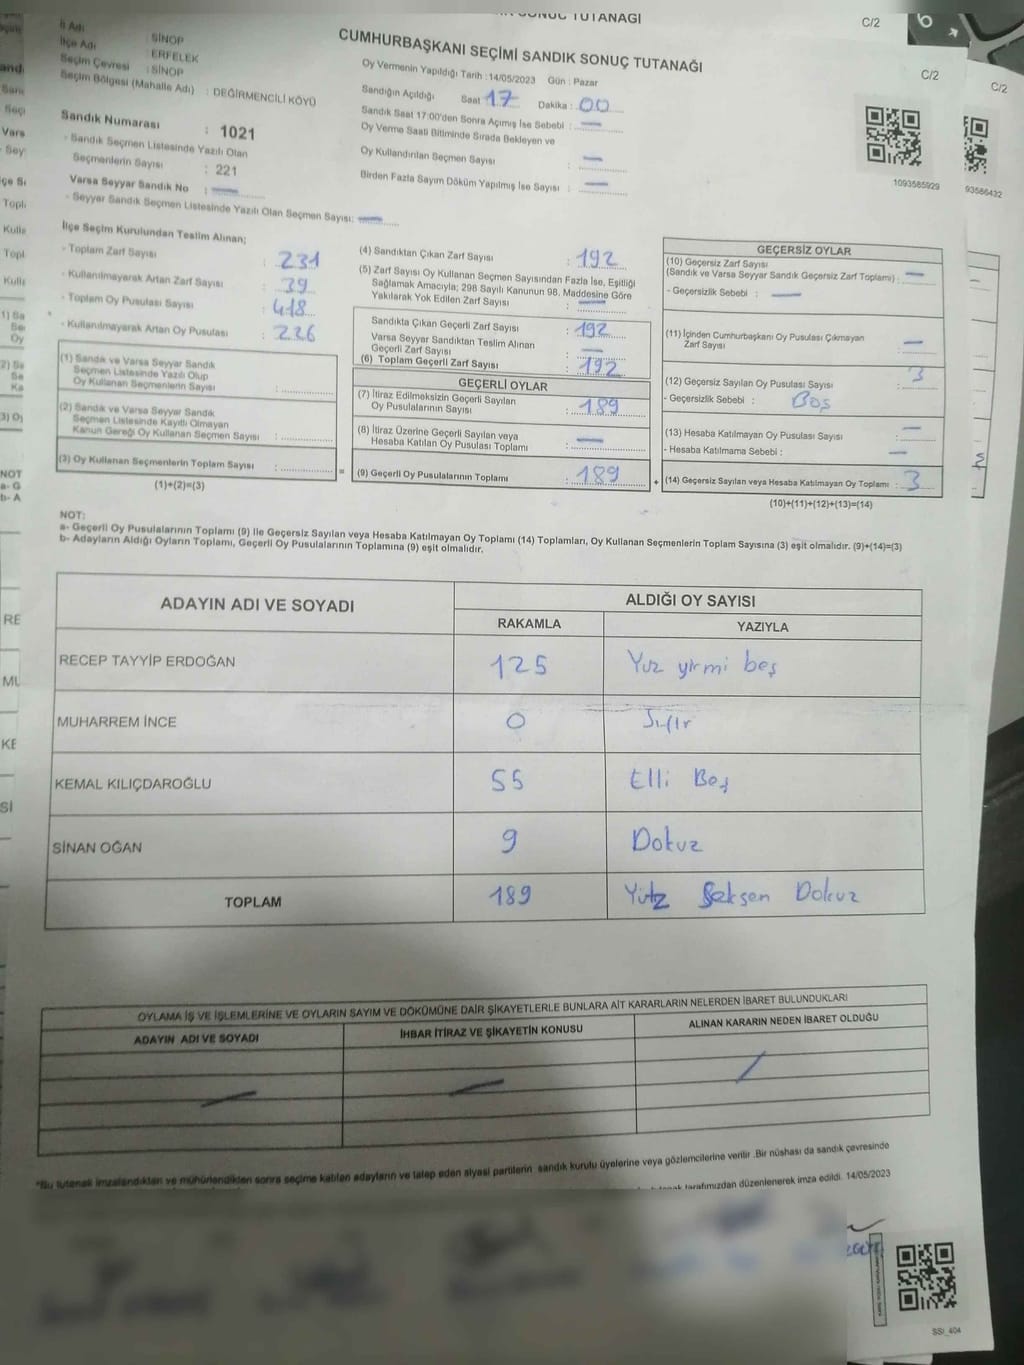 SONUÇ TUTANAĞI
C/2
CUMHURBAŞKANI SEÇİMİ SANDIK SONUÇ TUTANAĞI
C/2
C/2
İl Adı : SİNOP
İlçe Adı : ERFELEK
Seçim Çevresi : SİNOP
Seçim Bölgesi (Mahalle Adı) : DEĞİRMENCİLİ KÖYÜ
Oy Vermenin Yapıldığı Tarih :14/05/2023 Gün : Pazar
Sandığın Açıldığı Saat 17 Dakika : 00
Sandık Saat 17:00'den Sonra Açımış İse Sebebi : —
Oy Verme Saati Bitiminde Sırada Bekleyen ve
Oy Kullandırılan Seçmen Sayısı : —
Birden Fazla Sayım Döküm Yapılmış İse Sayısı : —
1093585929
93586432
Sandık Numarası : 1021
- Sandık Seçmen Listesinde Yazılı Olan
Seçmenlerin Sayısı : 221
Varsa Seyyar Sandık No : —
- Seyyar Sandık Seçmen Listesinde Yazılı Olan Seçmen Sayısı: —
İlçe Seçim Kurulundan Teslim Alınan;
- Toplam Zarf Sayısı : 231
- Kullanılmayarak Artan Zarf Sayısı : 39
- Toplam Oy Pusulası Sayısı : 418
- Kullanılmayarak Artan Oy Pusulası : 226
(1) Sandık ve Varsa Seyyar Sandık
Seçmen Listesinde Yazılı Olup
Oy Kullanan Seçmenlerin Sayısı :
(2) Sandık ve Varsa Seyyar Sandık
Seçmen Listesinde Kayıtlı Olmayan
Kanun Gereği Oy Kullanan Seçmen Sayısı :
(3) Oy Kullanan Seçmenlerin Toplam Sayısı :
(1)+(2)=(3)
=
(4) Sandıktan Çıkan Zarf Sayısı : 192
(5) Zarf Sayısı Oy Kullanan Seçmen Sayısından Fazla İse, Eşitliği
Sağlamak Amacıyla; 298 Sayılı Kanunun 98. Maddesine Göre
Yakılarak Yok Edilen Zarf Sayısı : —
Sandıkta Çıkan Geçerli Zarf Sayısı : 192
Varsa Seyyar Sandıktan Teslim Alınan
Geçerli Zarf Sayısı : —
(6) Toplam Geçerli Zarf Sayısı : 192
GEÇERLİ OYLAR
(7) İtiraz Edilmeksizin Geçerli Sayılan
Oy Pusulalarının Sayısı : 189
(8) İtiraz Üzerine Geçerli Sayılan veya
Hesaba Katılan Oy Pusulası Toplamı : —
(9) Geçerli Oy Pusulalarının Toplamı : 189
+
GEÇERSİZ OYLAR
(10) Geçersiz Zarf Sayısı
(Sandık ve Varsa Seyyar Sandık Geçersiz Zarf Toplamı) : —
- Geçersizlik Sebebi : —
(11) İçinden Cumhurbaşkanı Oy Pusulası Çıkmayan
Zarf Sayısı : —
(12) Geçersiz Sayılan Oy Pusulası Sayısı : 3
- Geçersizlik Sebebi : Boş
(13) Hesaba Katılmayan Oy Pusulası Sayısı : —
- Hesaba Katılmama Sebebi : —
(14) Geçersiz Sayılan veya Hesaba Katılmayan Oy Toplamı : 3
(10)+(11)+(12)+(13)=(14)
NOT:
a- Geçerli Oy Pusulalarının Toplamı (9) ile Geçersiz Sayılan veya Hesaba Katılmayan Oy Toplamı (14) Toplamları, Oy Kullanan Seçmenlerin Toplam Sayısına (3) eşit olmalıdır. (9)+(14)=(3)
b- Adayların Aldığı Oyların Toplamı, Geçerli Oy Pusulalarının Toplamına (9) eşit olmalıdır.
ADAYIN ADI VE SOYADI
ALDIĞI OY SAYISI
RAKAMLA YAZIYLA
RECEP TAYYİP ERDOĞAN 125 Yüz yirmi beş
MUHARREM İNCE 0 Sıfır
KEMAL KILIÇDAROĞLU 55 Elli Beş
SİNAN OĞAN 9 Dokuz
TOPLAM 189 Yüz Seksen Dokuz
OYLAMA İŞ VE İŞLEMLERİNE VE OYLARIN SAYIM VE DÖKÜMÜNE DAİR ŞİKAYETLERLE BUNLARA AİT KARARLARIN NELERDEN İBARET BULUNDUKLARI
ADAYIN ADI VE SOYADI İHBAR İTİRAZ VE ŞİKAYETİN KONUSU ALINAN KARARIN NEDEN İBARET OLDUĞU
*Bu tutanak imzalandıktan ve mühürlendikten sonra seçime katılan adayların ve talep eden siyasi partilerin sandık kurulu üyelerine veya gözlemcilerine verilir .Bir nüshası da sandık çevresinde
tarafımızdan düzenlenerek imza edildi. 14/05/2023
SSI_404